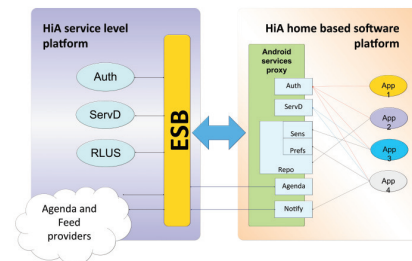 HiA service level
platform
Auth
ServD
RLUS
ESB
Agenda and
Feed
providers
HiA home based software
platform
Android
services
proxy
Auth
ServD
Sens
Prefs
Repo
Agenda
Notify
App
1
App
2
App
3
App
4